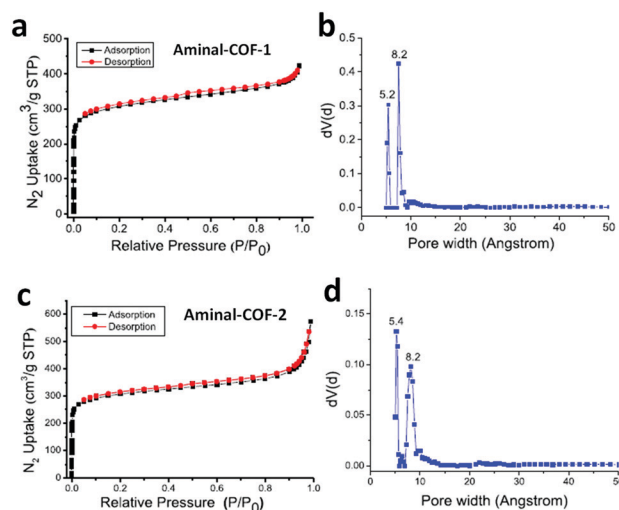 a
Aminal-COF-1
Adsorption
Desorption
500
400
300
200
100
0
0.0 0.2 0.4 0.6 0.8 1.0
N2 Uptake (cm3/g STP)
Relative Pressure (P/P0)
b
8.2
5.2
0.5
0.4
0.3
0.2
0.1
0.0
0 10 20 30 40 50
dV(d)
Pore width (Angstrom)
c
Aminal-COF-2
Adsorption
Desorption
600
500
400
300
200
100
0
0.0 0.2 0.4 0.6 0.8 1.0
N2 Uptake (cm3/g STP)
Relative Pressure (P/P0)
d
5.4
8.2
0.15
0.10
0.05
0.00
0 10 20 30 40 50
dV(d)
Pore width (Angstrom)